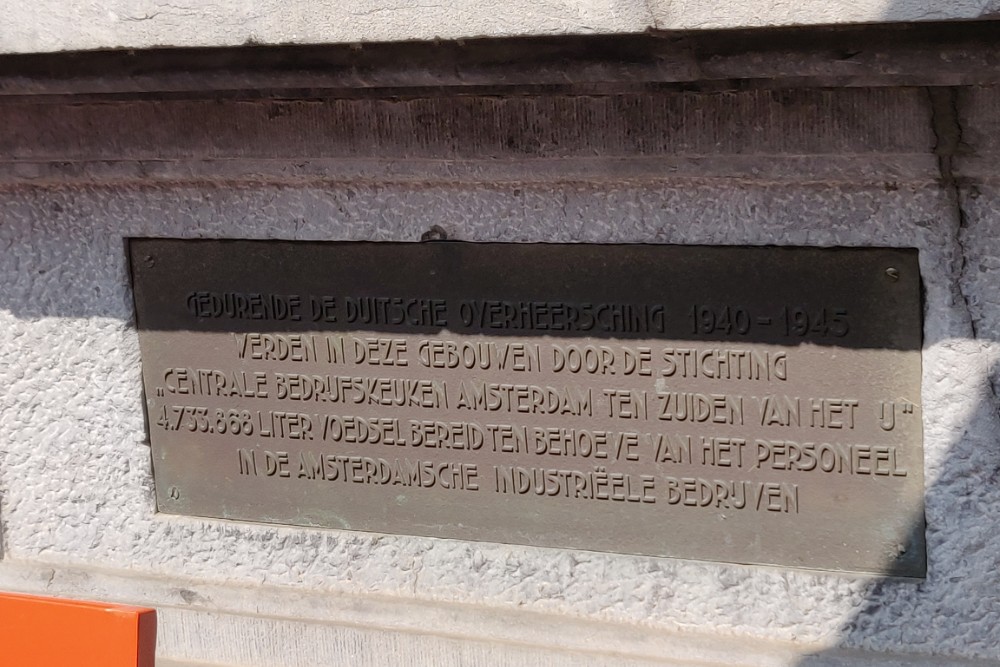 GEDURENDE DE DUITSCHE OVERHEERSCHING 1940 - 1945
WERDEN IN DEZE GEBOUWEN DOOR DE STICHTING
„CENTRALE BEDRIJFSKEUKEN AMSTERDAM TEN ZUIDEN VAN HET IJ"
4.733.868 LITER VOEDSEL BEREID TEN BEHOEVE VAN HET PERSONEEL
IN DE AMSTERDAMSCHE INDUSTRIËELE BEDRIJVEN